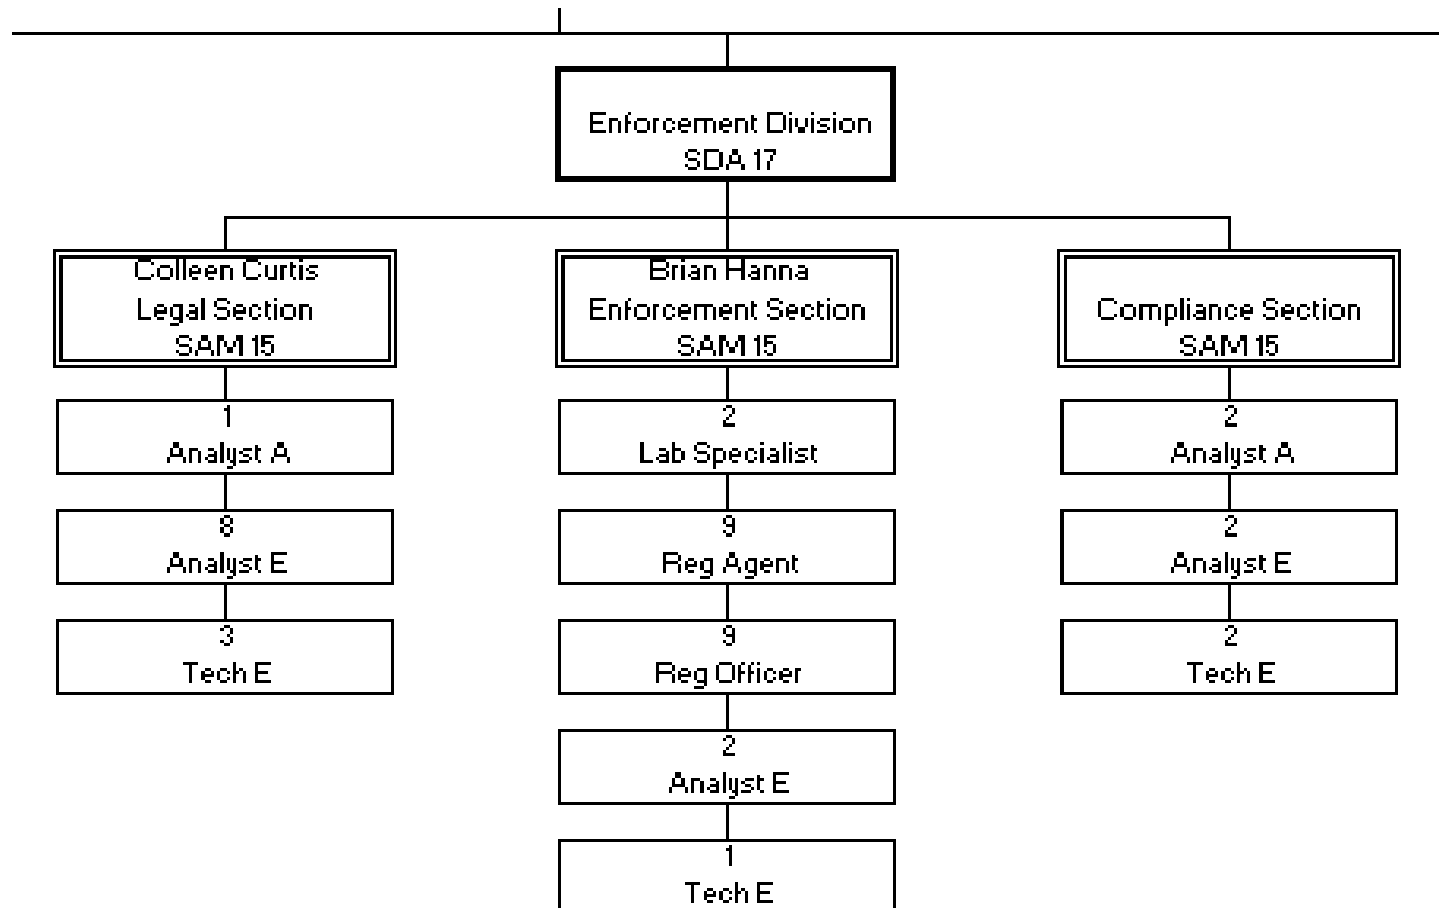 Enforcement Division
SDA 17
Colleen Curtis
Legal Section
SAM 15
1
Analyst A
8
Analyst E
3
Tech E
Brian Hanna
Enforcement Section
SAM 15
2
Lab Specialist
9
Reg Agent
9
Reg Officer
2
Analyst E
1
Tech E
Compliance Section
SAM 15
2
Analyst A
2
Analyst E
2
Tech E